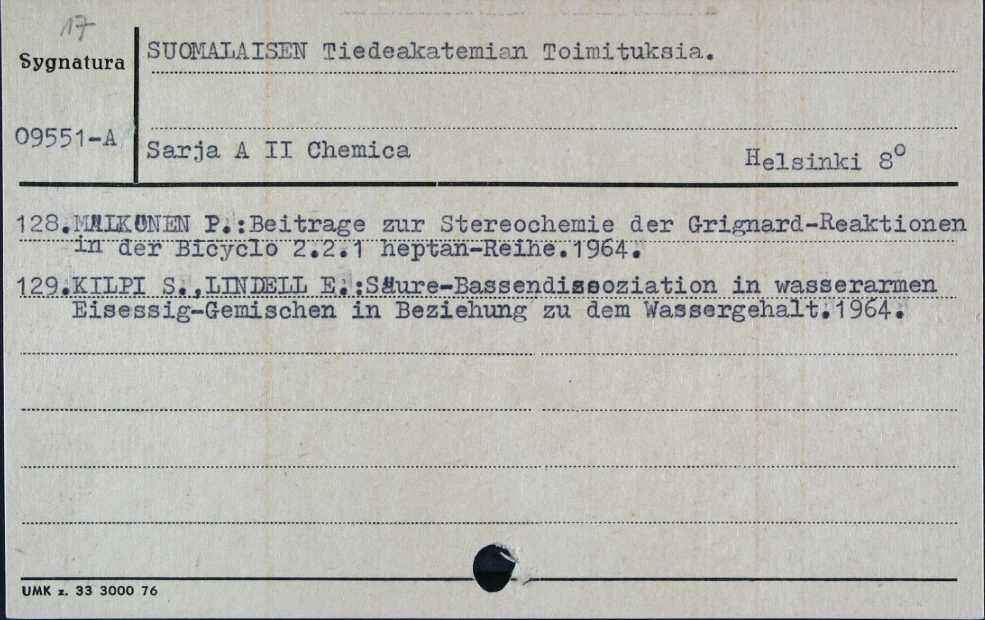 17
Sygnatura
SUOMALAISEN Tiedeakatemian Toimituksia.
09551-A
Sarja A II Chemica
Helsinki 8º
128.MÄLKÖNEN P.:Beitrage zur Stereochemie der Grignard-Reaktionen
in der Bicyclo 2.2.1 heptan-Reihe.1964.
129.KILPI S.,LINDELL E.:Säure-Bassendissoziation in wasserarmen
Eisessig-Gemischen in Beziehung zu dem Wassergehalt.1964.
UMK z. 33 3000 76